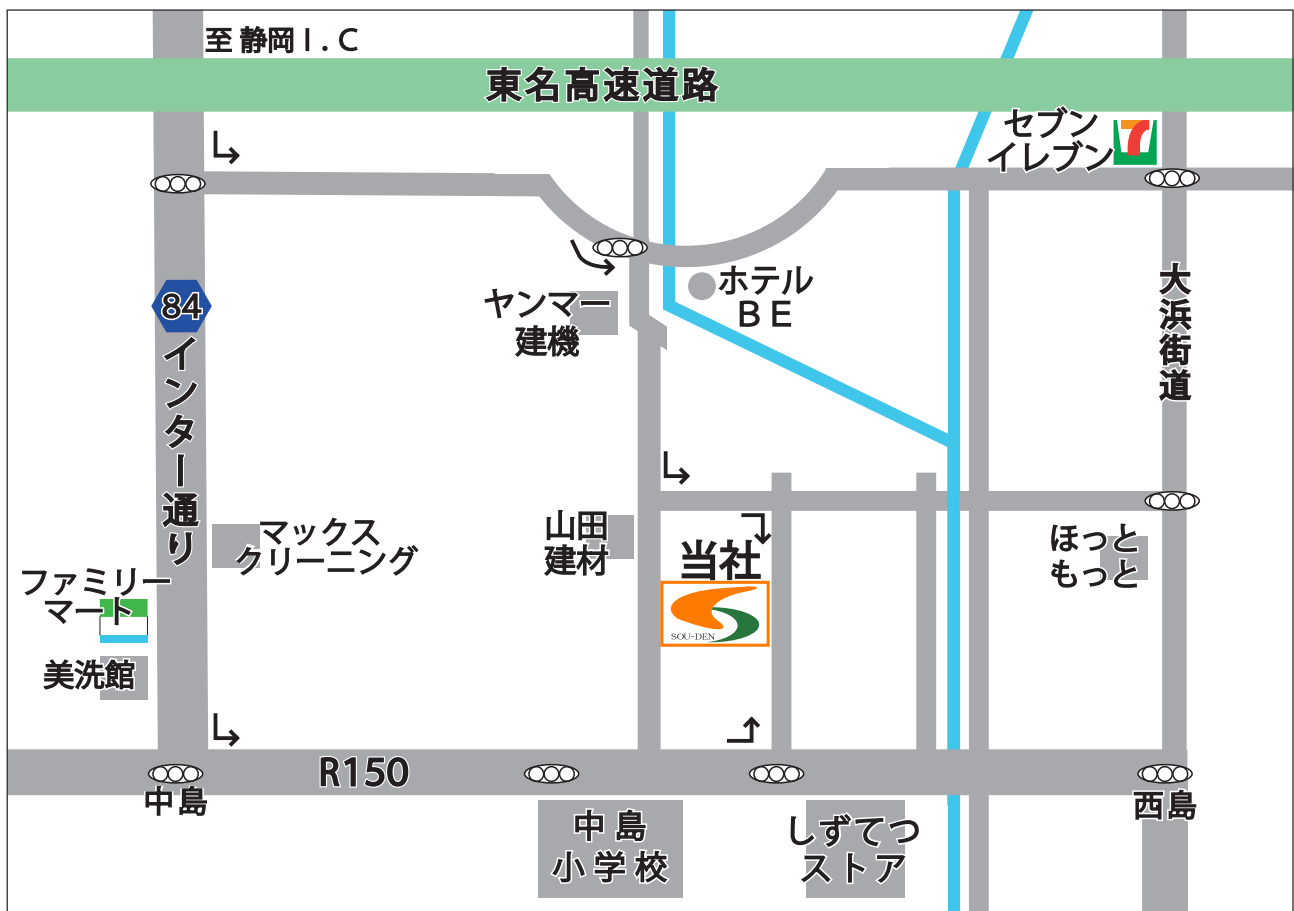 至 静岡 I . C
東名高速道路
セブン
イレブン
7
84
インター通り
ヤンマー
建機
ホテル
B E
大浜街道
マックス
クリーニング
山田
建材
当社
SOU-DEN
ほっと
もっと
ファミリー
マート
美洗館
R150
中島
西島
中 島
小 学 校
しずてつ
ストア